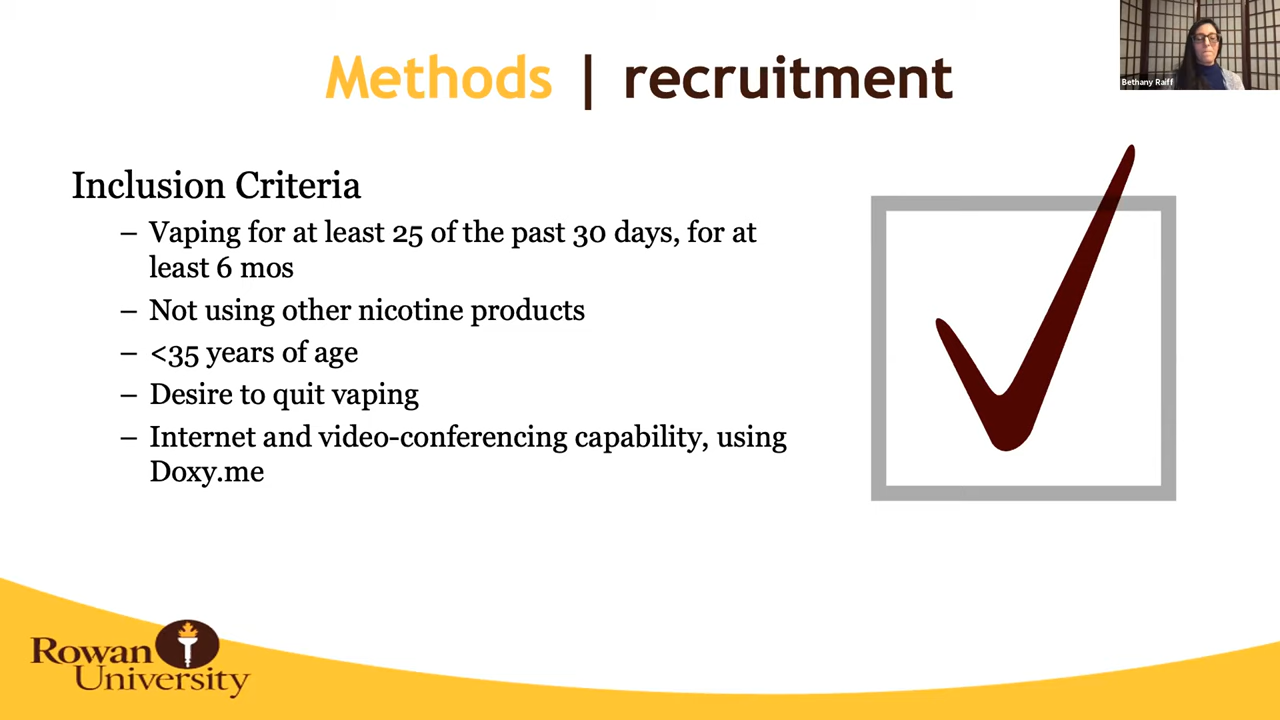 Methods | recruitment
Bethany Raiff
Inclusion Criteria
– Vaping for at least 25 of the past 30 days, for at
least 6 mos
– Not using other nicotine products
– <35 years of age
– Desire to quit vaping
– Internet and video-conferencing capability, using
Doxy.me
Rowan
University